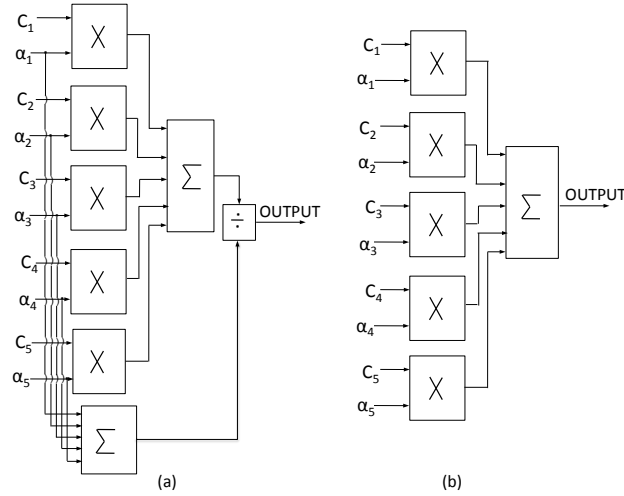 C₁
α₁
X
C₂
α₂
X
C₃
α₃
X
C₄
α₄
X
C₅
α₅
X
Σ
Σ
÷
OUTPUT
(a)
C₁
α₁
X
C₂
α₂
X
C₃
α₃
X
C₄
α₄
X
C₅
α₅
X
Σ
OUTPUT
(b)